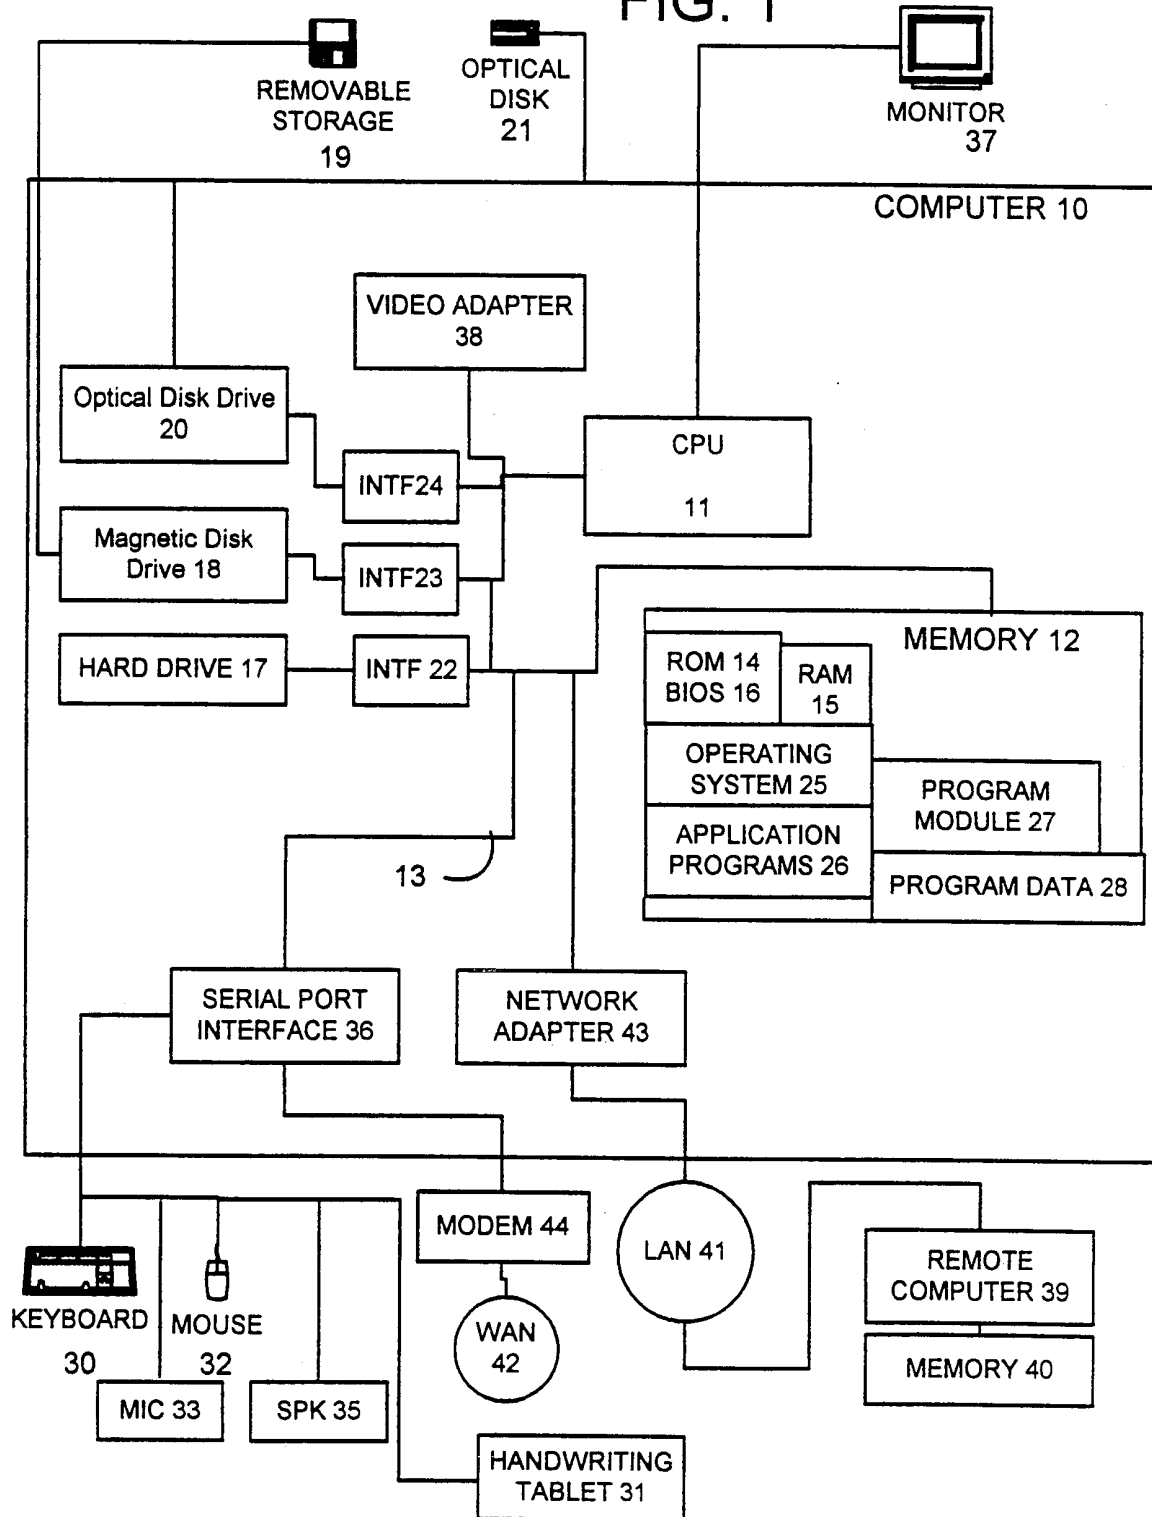 FIG. 1
REMOVABLE
STORAGE
19
OPTICAL
DISK
21
MONITOR
37
COMPUTER 10
VIDEO ADAPTER
38
Optical Disk Drive
20
CPU
11
INTF24
Magnetic Disk
Drive 18
INTF23
HARD DRIVE 17
INTF 22
MEMORY 12
ROM 14
BIOS 16
RAM
15
OPERATING
SYSTEM 25
PROGRAM
MODULE 27
APPLICATION
PROGRAMS 26
PROGRAM DATA 28
13
SERIAL PORT
INTERFACE 36
NETWORK
ADAPTER 43
MODEM 44
LAN 41
REMOTE
COMPUTER 39
MEMORY 40
KEYBOARD
30
MOUSE
32
WAN
42
MIC 33
SPK 35
HANDWRITING
TABLET 31